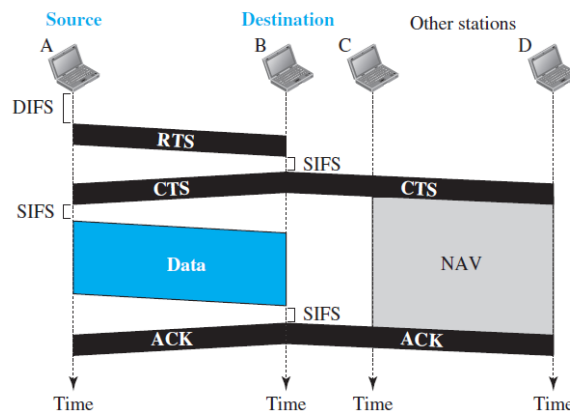 Source
Destination
Other stations
A
B
C
D
DIFS
RTS
SIFS
CTS
CTS
SIFS
Data
NAV
SIFS
ACK
ACK
Time
Time
Time
Time